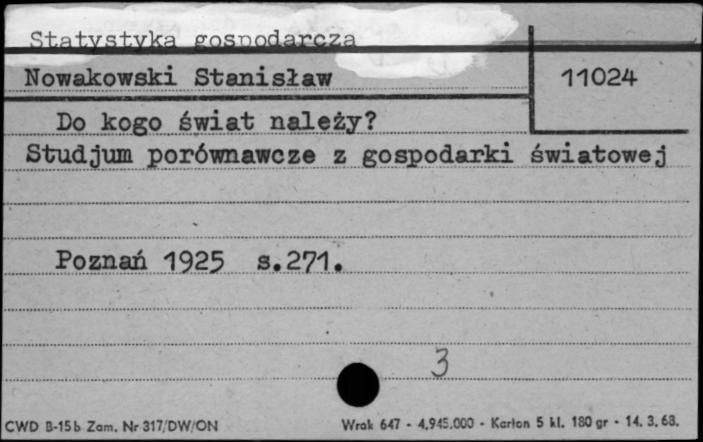 Statystyka gospodarcza
Nowakowski Stanisław
11024
Do kogo świat należy?
Studjum porównawcze z gospodarki światowej
Poznań 1925 s.271.
3
CWD B-15b Zam. Nr 317/DW/ON
Wrak 647 - 4.945.000 - Karton 5 kl. 180 gr - 14.3.68.